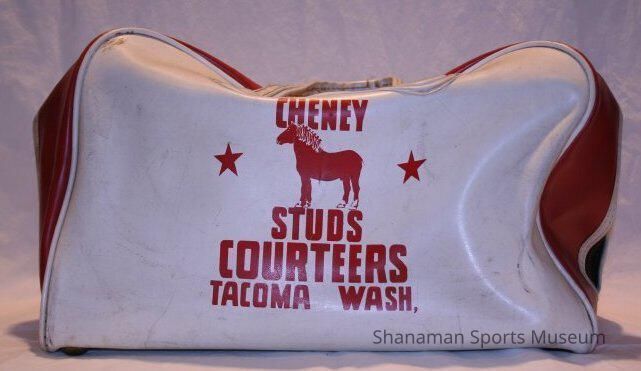 CHENEY
STUDS
COURTEERS
TACOMA WASH,
Shanaman Sports Museum